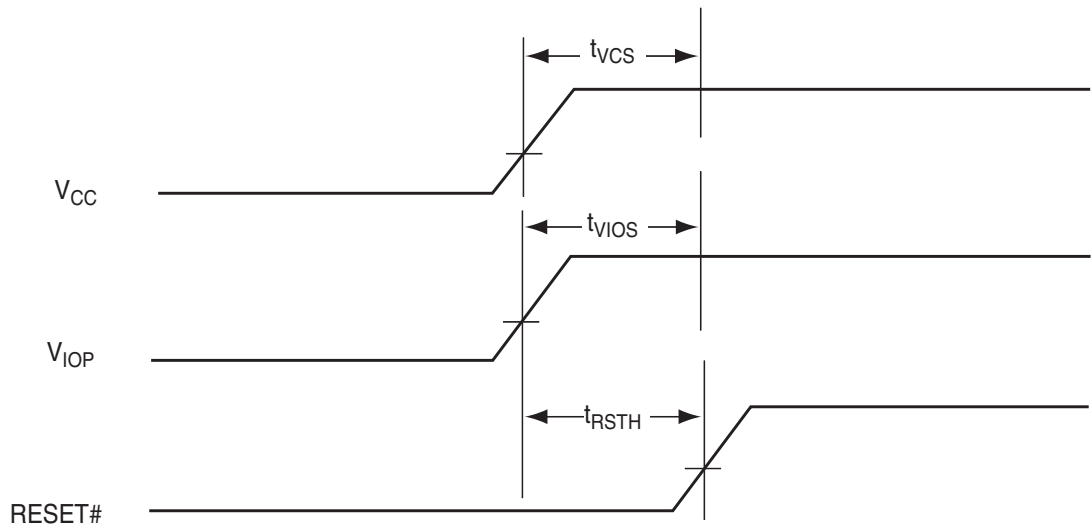 tVCS
VCC
tVIOS
VIOP
tRSTH
RESET#